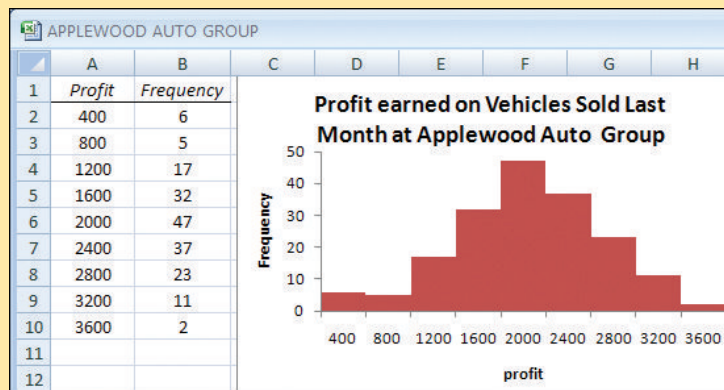 APPLEWOOD AUTO GROUP
A B C D E F G H
1 Profit Frequency
2 400 6
3 800 5
4 1200 17
5 1600 32
6 2000 47
7 2400 37
8 2800 23
9 3200 11
10 3600 2
11
12
Profit earned on Vehicles Sold Last
Month at Applewood Auto Group
Frequency
50
40
30
20
10
0
400 800 1200 1600 2000 2400 2800 3200 3600
profit